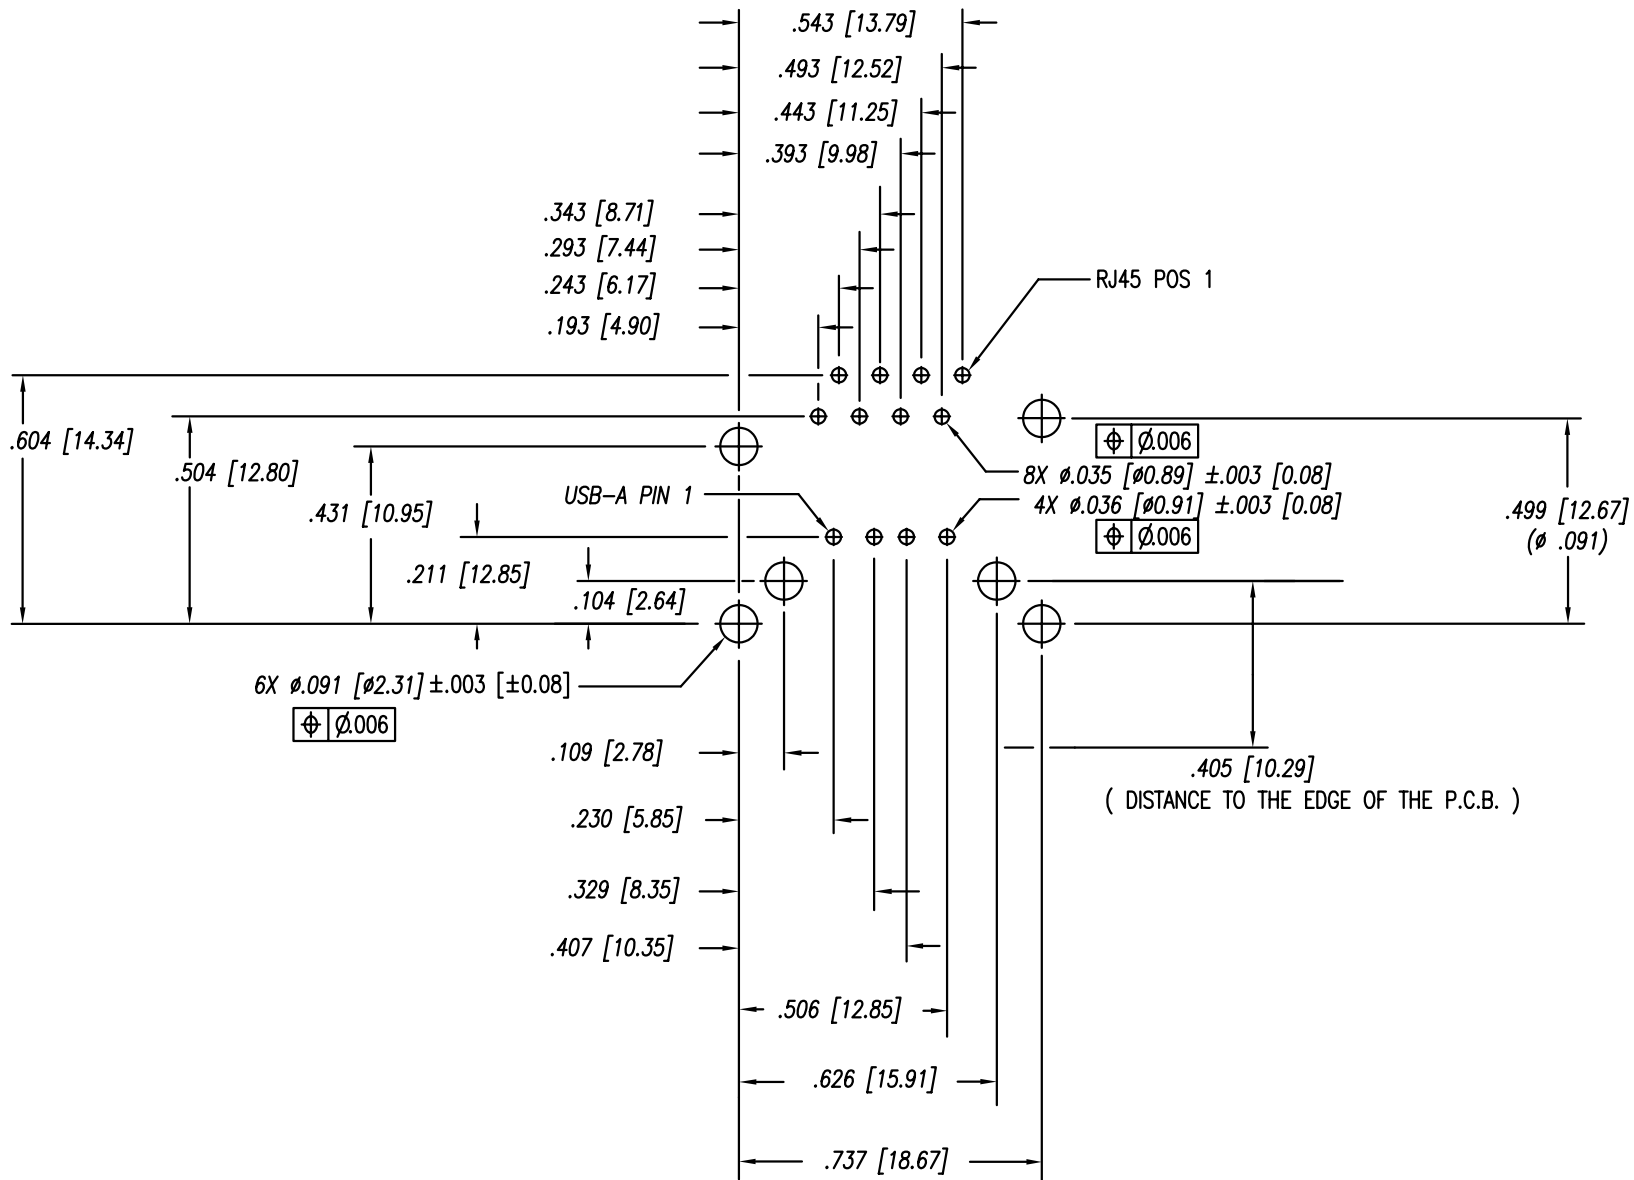 .543 [13.79]
.493 [12.52]
.443 [11.25]
.393 [9.98]
.343 [8.71]
.293 [7.44]
.243 [6.17]
.193 [4.90]
RJ45 POS 1
.604 [14.34]
.504 [12.80]
.431 [10.95]
USB-A PIN 1
.211 [12.85]
.104 [2.64]
⌖ Ø.006
8X ø.035 [ø0.89] ±.003 [0.08]
4X ø.036 [ø0.91] ±.003 [0.08]
⌖ Ø.006
.499 [12.67]
(ø .091)
6X ø.091 [ø2.31] ±.003 [±0.08]
⌖ Ø.006
.405 [10.29]
( DISTANCE TO THE EDGE OF THE P.C.B. )
.109 [2.78]
.230 [5.85]
.329 [8.35]
.407 [10.35]
.506 [12.85]
.626 [15.91]
.737 [18.67]